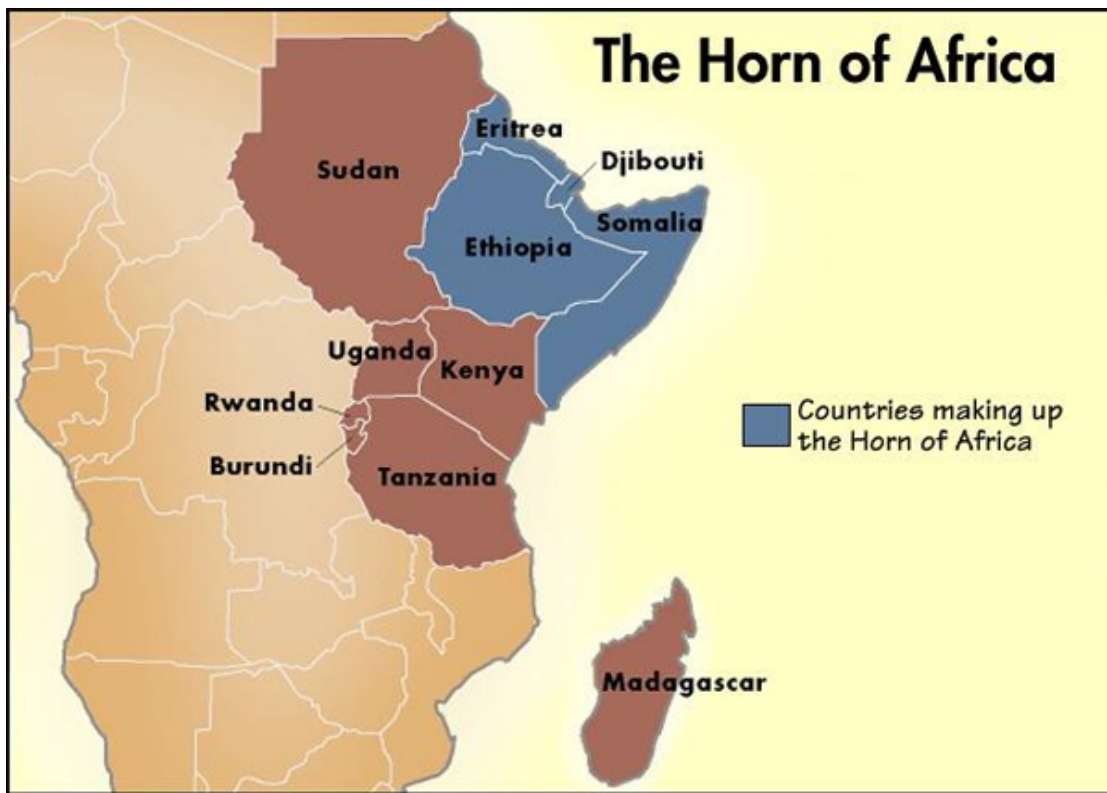 The Horn of Africa
Eritrea
Djibouti
Sudan
Somalia
Ethiopia
Uganda
Kenya
Rwanda
Burundi
Tanzania
Countries making up
the Horn of Africa
Madagascar